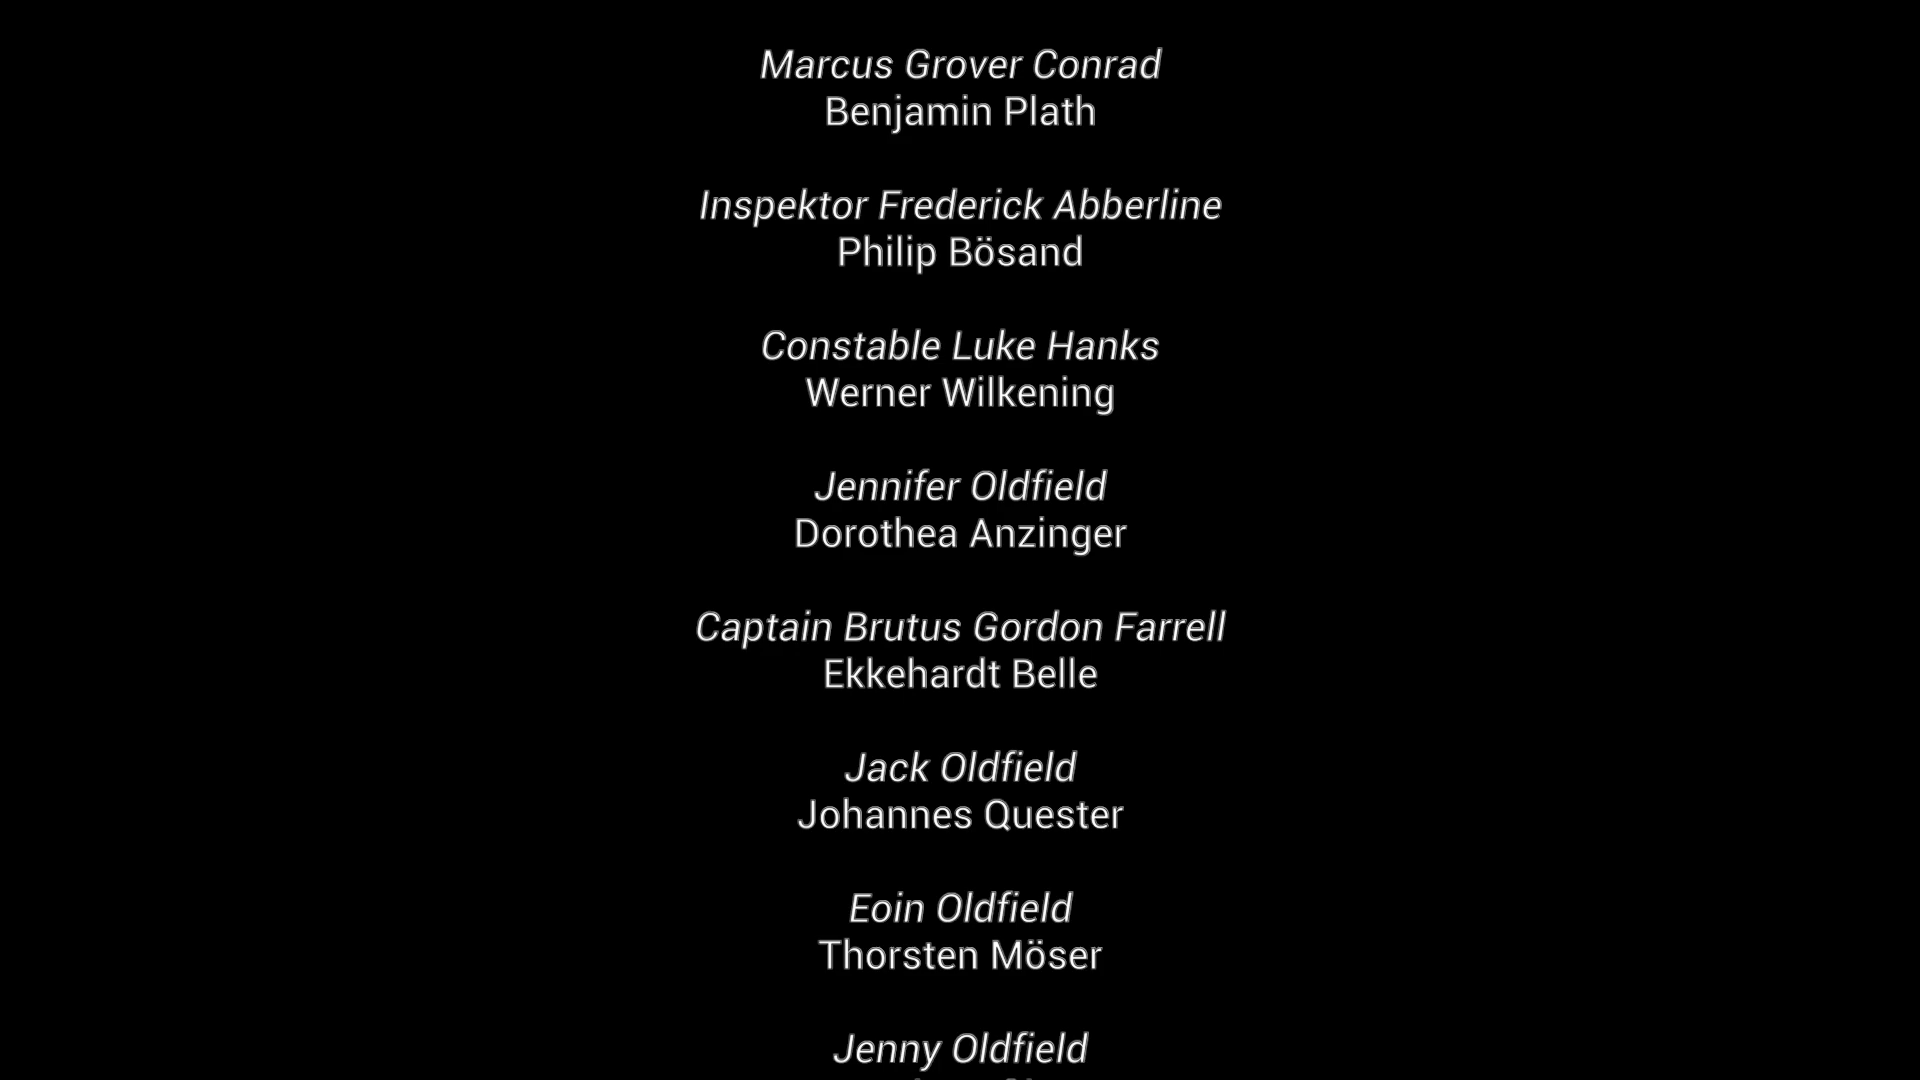 Marcus Grover Conrad
Benjamin Plath
Inspektor Frederick Abberline
Philip Bösand
Constable Luke Hanks
Werner Wilkening
Jennifer Oldfield
Dorothea Anzinger
Captain Brutus Gordon Farrell
Ekkehardt Belle
Jack Oldfield
Johannes Quester
Eoin Oldfield
Thorsten Möser
Jenny Oldfield